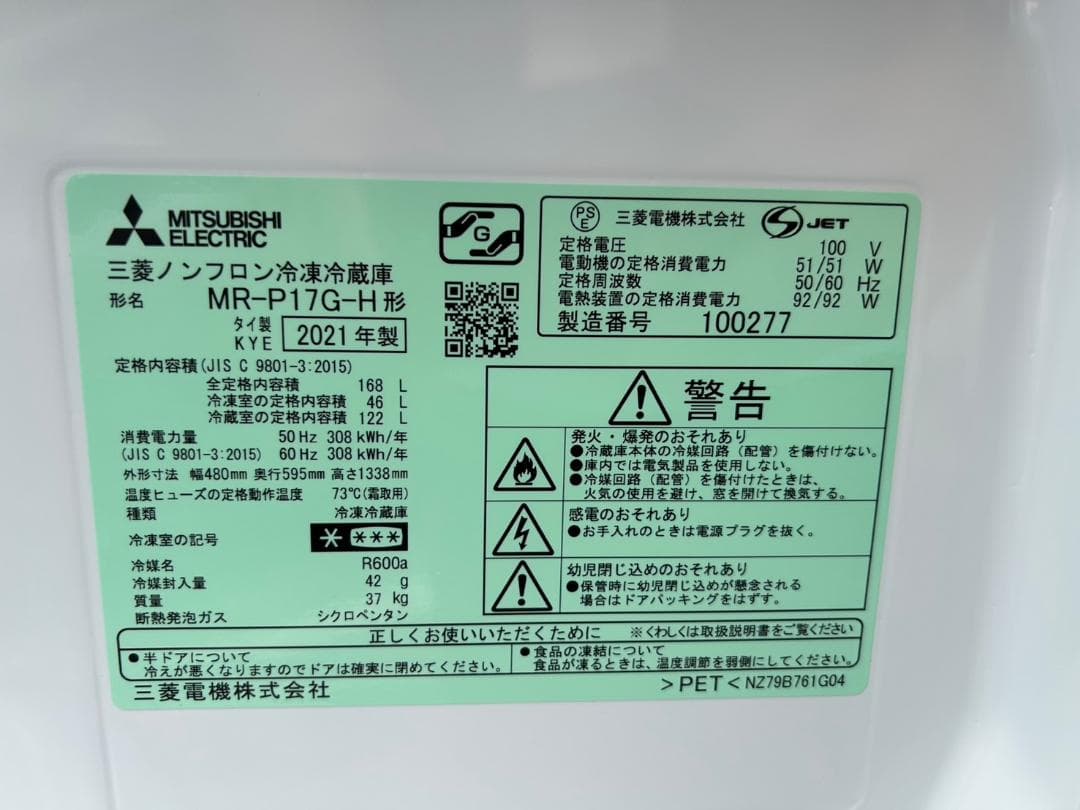 MITSUBISHI
ELECTRIC
三菱ノンフロン冷凍冷蔵庫
形名 MR-P17G-H形
タイ製
KYE
2021年製
G
PS
E
三菱電機株式会社
JET
定格電圧 100 V
電動機の定格消費電力 51/51 W
定格周波数 50/60 Hz
電熱装置の定格消費電力 92/92 W
製造番号 100277
定格内容積(JIS C 9801-3:2015)
全定格内容積 168 L
冷凍室の定格内容積 46 L
冷蔵室の定格内容積 122 L
消費電力量 50Hz 308 kWh/年
(JIS C 9801-3:2015) 60Hz 308 kWh/年
外形寸法 幅480mm 奥行595mm 高さ1338mm
温度ヒューズの定格動作温度 73℃(霜取用)
種類 冷凍冷蔵庫
冷凍室の記号
冷媒名 R600a
冷媒封入量 42 g
質量 37 kg
断熱発泡ガス シクロペンタン
警告
発火・爆発のおそれあり
●冷蔵庫本体の冷媒回路(配管)を傷付けない。
●庫内では電気製品を使用しない。
●冷媒回路(配管)を傷付けたときは、
火気の使用を避け、窓を開けて換気する。
感電のおそれあり
●お手入れのときは電源プラグを抜く。
幼児閉じ込めのおそれあり
●保管時に幼児閉じ込めが懸念される
場合はドアパッキングをはずす。
正しくお使いいただくために ※くわしくは取扱説明書をご覧ください
●半ドアについて
冷えが悪くなりますのでドアは確実に閉めてください。
●食品の凍結について
食品が凍るときは、温度調節を弱側にしてください。
三菱電機株式会社
>PET< NZ79B761G04